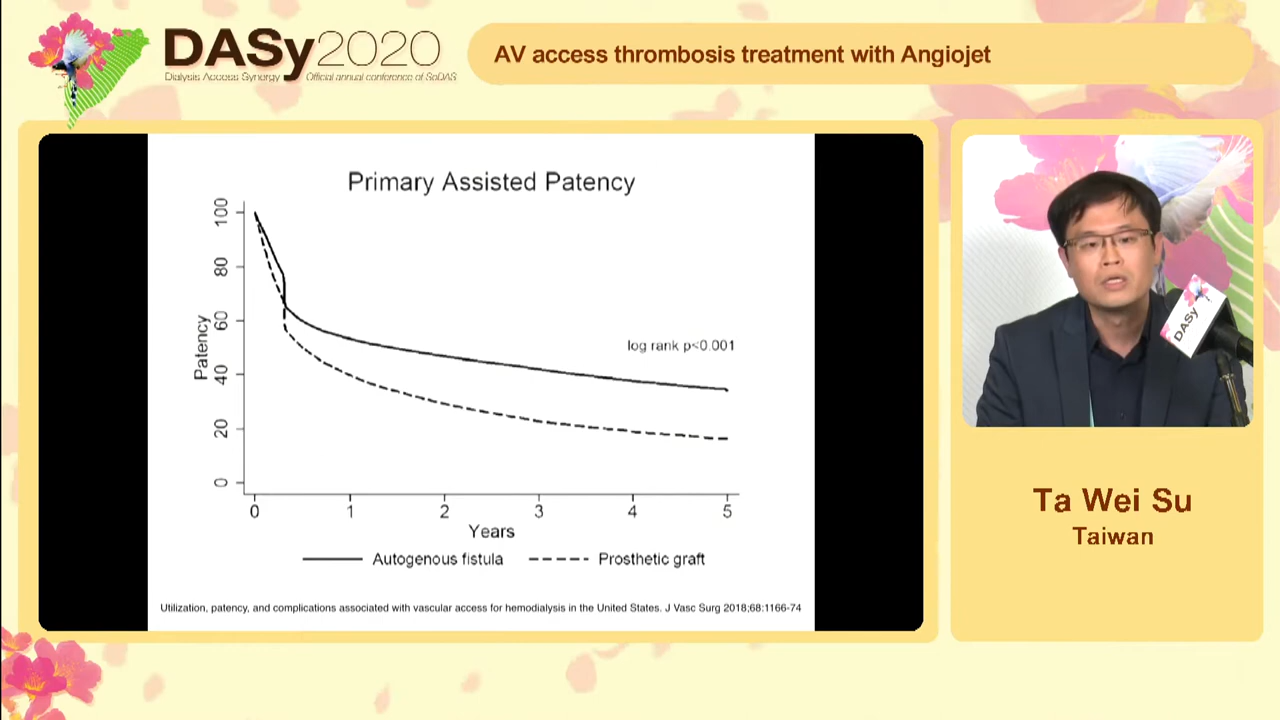 DASy2020
Dialysis Access Synergy Official annual conference of SoDAS
AV access thrombosis treatment with Angiojet
Primary Assisted Patency
Patency
100
80
60
40
20
0
log rank p<0.001
0 1 2 3 4 5
Years
Autogenous fistula Prosthetic graft
Utilization, patency, and complications associated with vascular access for hemodialysis in the United States. J Vasc Surg 2018;68:1166-74
DASy
Ta Wei Su
Taiwan